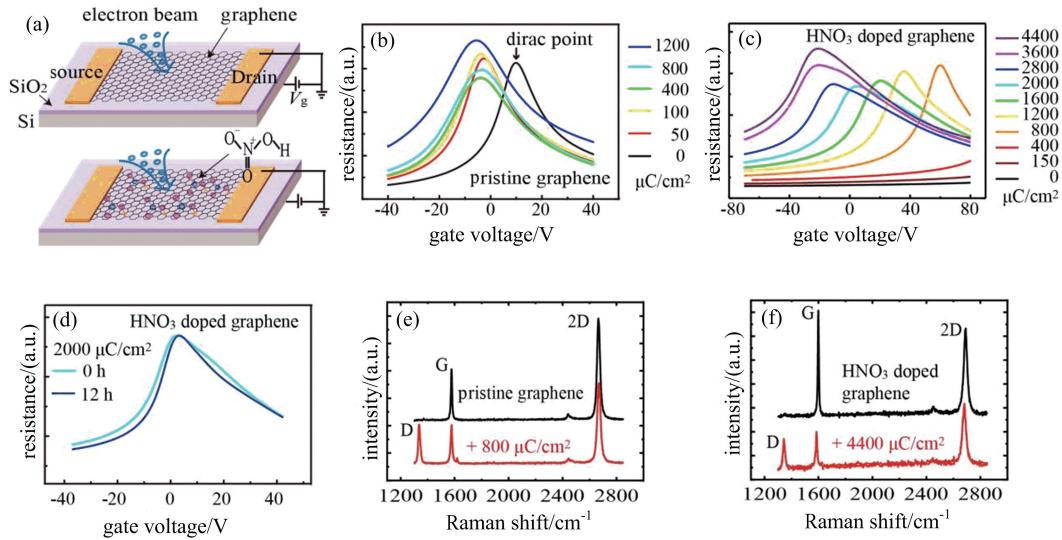 (a)
electron beam
graphene
source
Drain
SiO2
Si
Vg
O−
N+
O
H
O
(b)
dirac point
pristine graphene
1200
800
400
100
50
0
μC/cm2
resistance/(a.u.)
-40 -20 0 20 40
gate voltage/V
(c)
HNO3 doped graphene
4400
3600
2800
2000
1600
1200
800
400
150
0
μC/cm2
resistance/(a.u.)
-80 -40 0 40 80
gate voltage/V
(d)
HNO3 doped graphene
2000 μC/cm2
0 h
12 h
resistance/(a.u.)
-40 -20 0 20 40
gate voltage/V
(e)
2D
G
pristine graphene
D
+ 800 μC/cm2
intensity/(a.u.)
1200 1600 2000 2400 2800
Raman shift/cm-1
(f)
G
2D
HNO3 doped
graphene
D
+ 4400 μC/cm2
intensity/(a.u.)
1200 1600 2000 2400 2800
Raman shift/cm-1